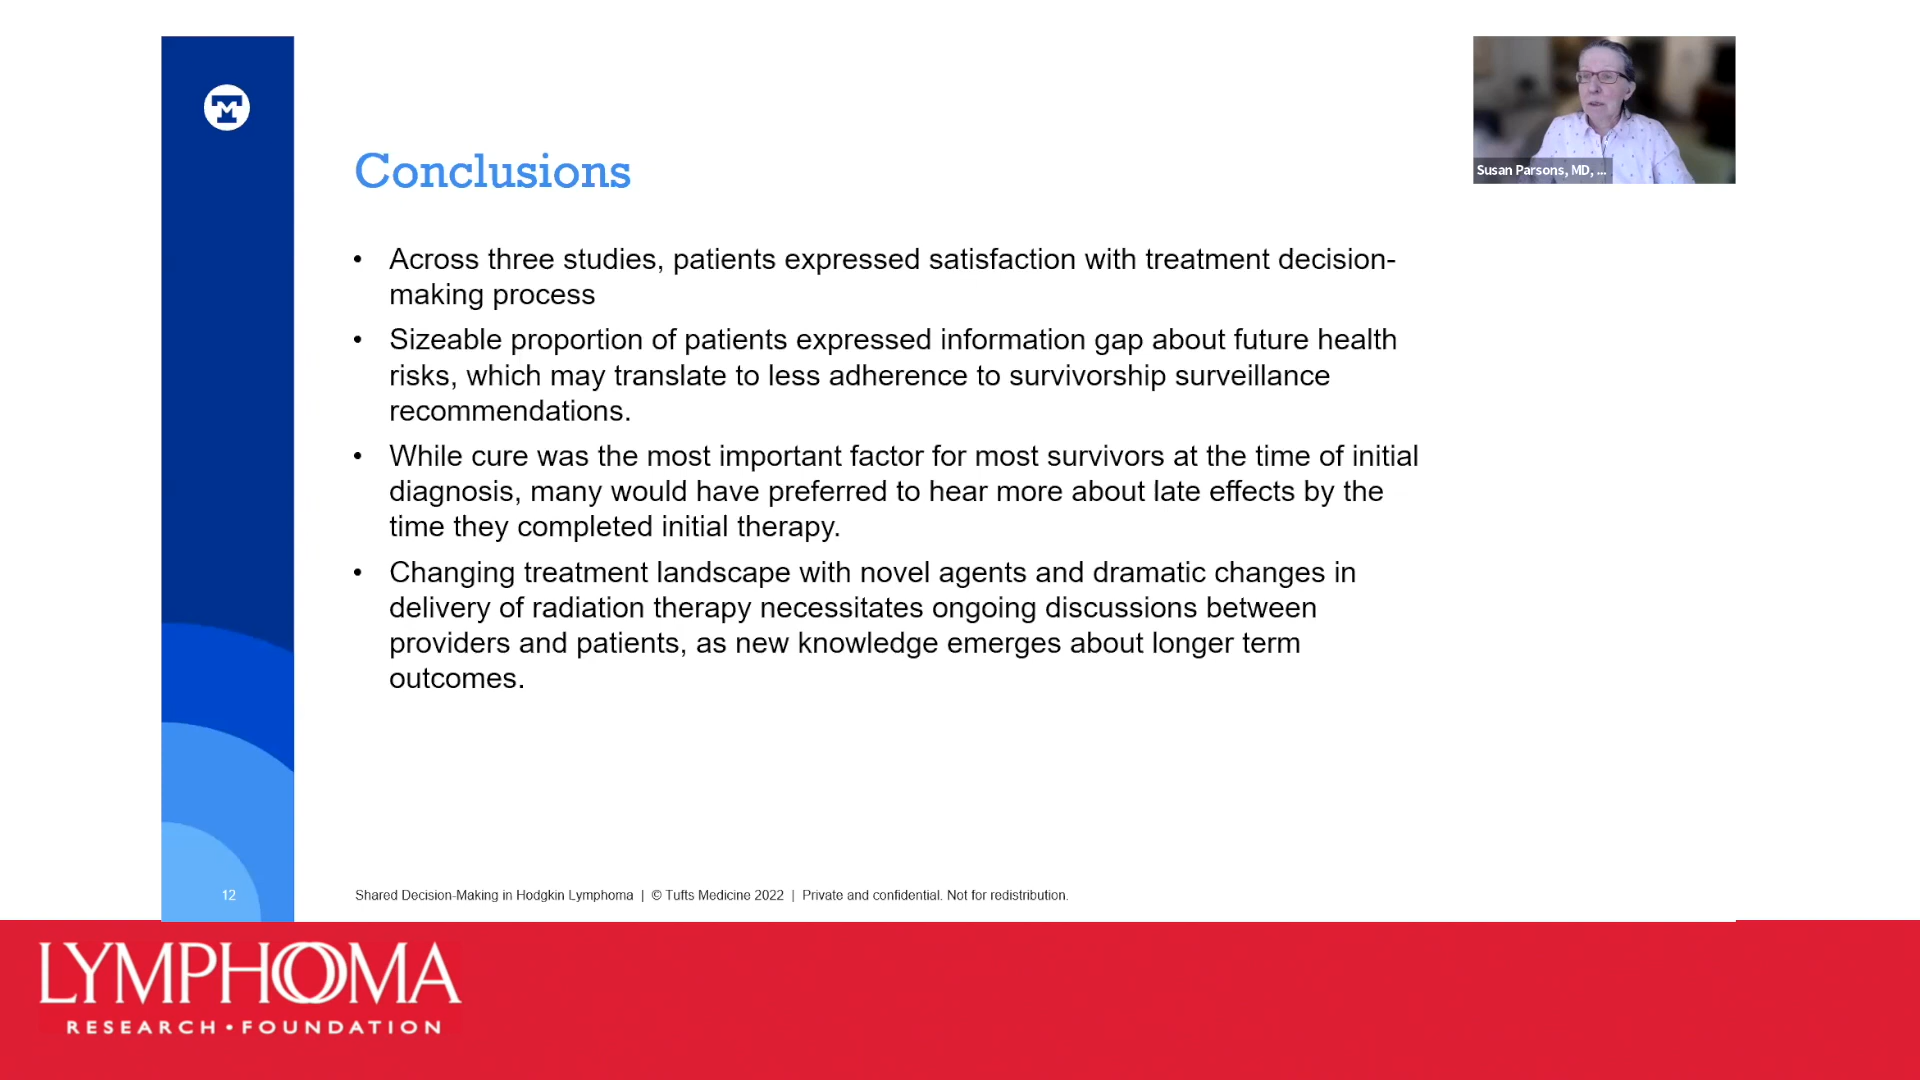 Conclusions
Susan Parsons, MD, ...
• Across three studies, patients expressed satisfaction with treatment decision-
making process
• Sizeable proportion of patients expressed information gap about future health
risks, which may translate to less adherence to survivorship surveillance
recommendations.
• While cure was the most important factor for most survivors at the time of initial
diagnosis, many would have preferred to hear more about late effects by the
time they completed initial therapy.
• Changing treatment landscape with novel agents and dramatic changes in
delivery of radiation therapy necessitates ongoing discussions between
providers and patients, as new knowledge emerges about longer term
outcomes.
12
Shared Decision-Making in Hodgkin Lymphoma | © Tufts Medicine 2022 | Private and confidential. Not for redistribution.
LYMPHOMA
RESEARCH • FOUNDATION